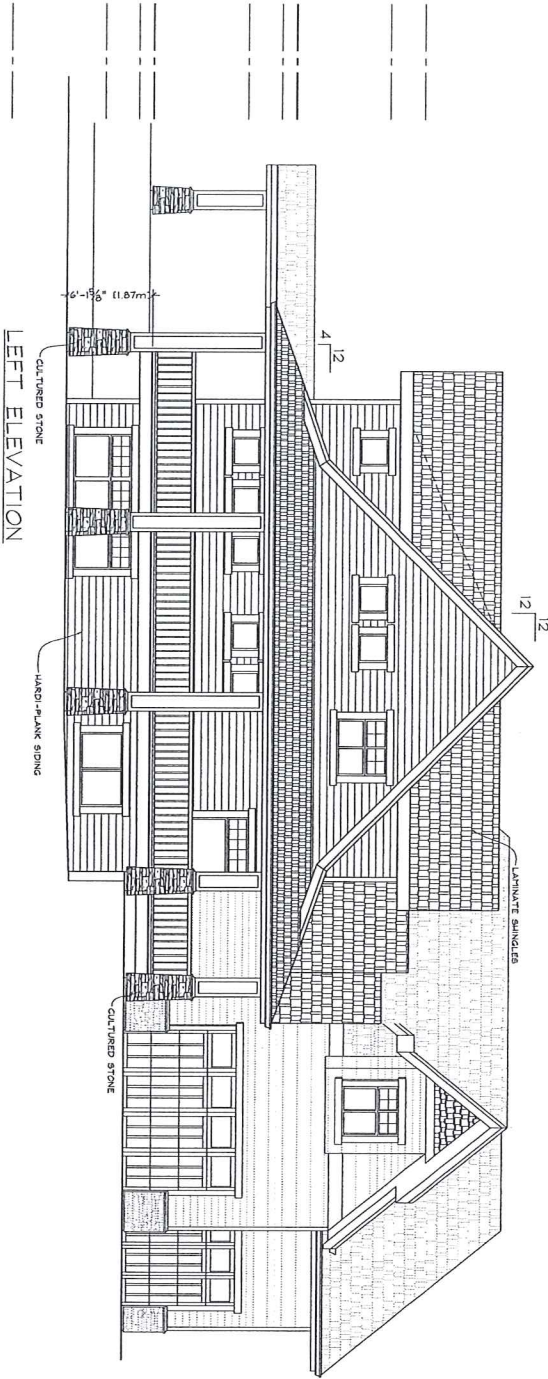 12
12
4
12
LAMINATE SHINGLES
6'-1⅝" [1.87m]
CULTURED STONE
HARDI-PLANK SIDING
CULTURED STONE
LEFT ELEVATION